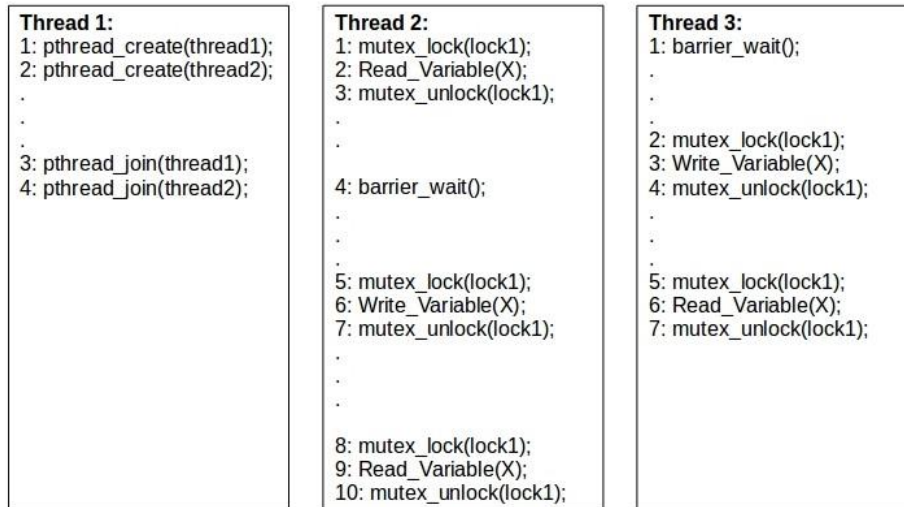 Thread 1:
1: pthread_create(thread1);
2: pthread_create(thread2);
.
.
.
3: pthread_join(thread1);
4: pthread_join(thread2);
Thread 2:
1: mutex_lock(lock1);
2: Read_Variable(X);
3: mutex_unlock(lock1);
.
.
4: barrier_wait();
.
.
.
5: mutex_lock(lock1);
6: Write_Variable(X);
7: mutex_unlock(lock1);
.
.
.
8: mutex_lock(lock1);
9: Read_Variable(X);
10: mutex_unlock(lock1);
Thread 3:
1: barrier_wait();
.
.
.
2: mutex_lock(lock1);
3: Write_Variable(X);
4: mutex_unlock(lock1);
.
.
.
5: mutex_lock(lock1);
6: Read_Variable(X);
7: mutex_unlock(lock1);